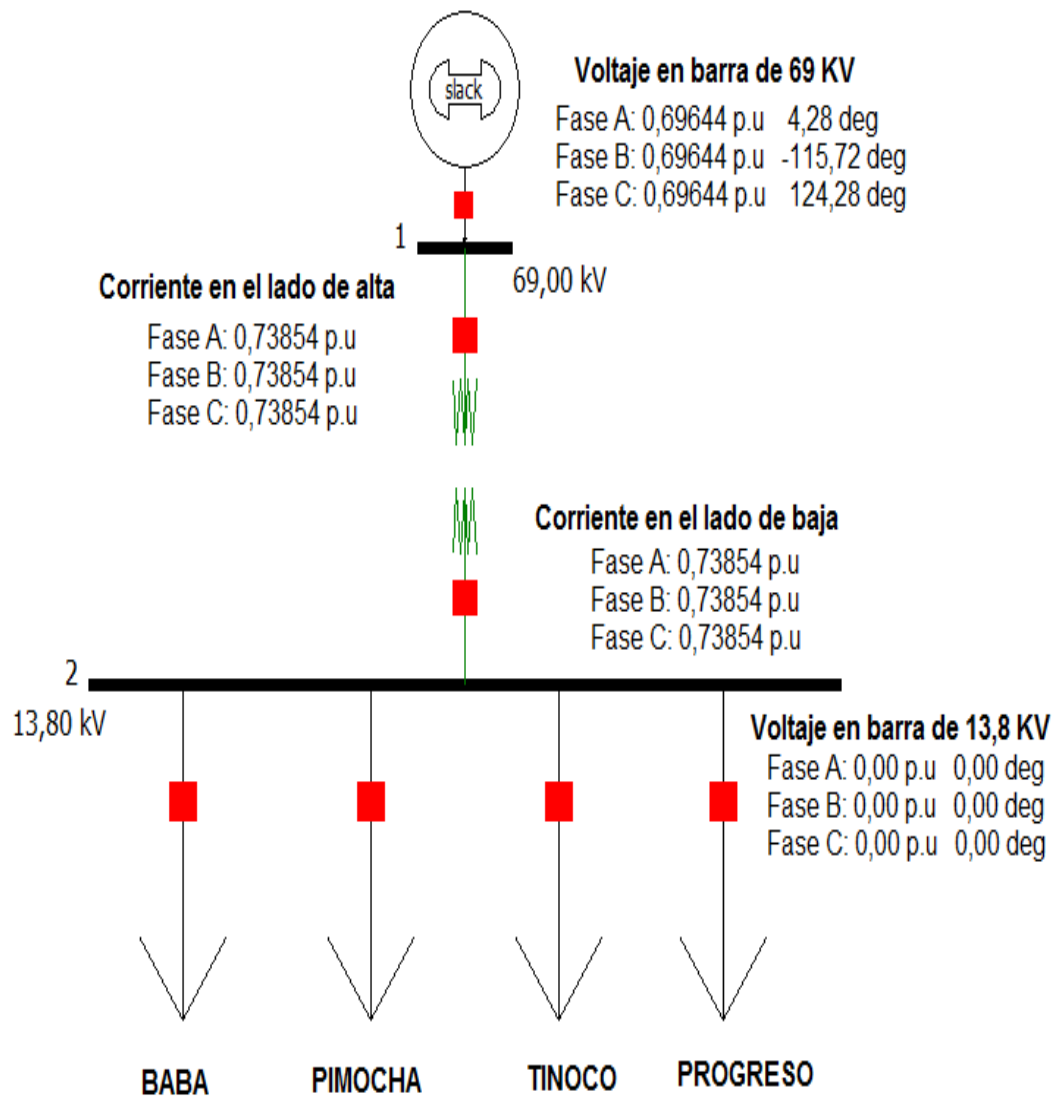 slack
Voltaje en barra de 69 KV
Fase A: 0,69644 p.u 4,28 deg
Fase B: 0,69644 p.u -115,72 deg
Fase C: 0,69644 p.u 124,28 deg
1
69,00 kV
Corriente en el lado de alta
Fase A: 0,73854 p.u
Fase B: 0,73854 p.u
Fase C: 0,73854 p.u
Corriente en el lado de baja
Fase A: 0,73854 p.u
Fase B: 0,73854 p.u
Fase C: 0,73854 p.u
2
13,80 kV
Voltaje en barra de 13,8 KV
Fase A: 0,00 p.u 0,00 deg
Fase B: 0,00 p.u 0,00 deg
Fase C: 0,00 p.u 0,00 deg
BABA PIMOCHA TINOCO PROGRESO